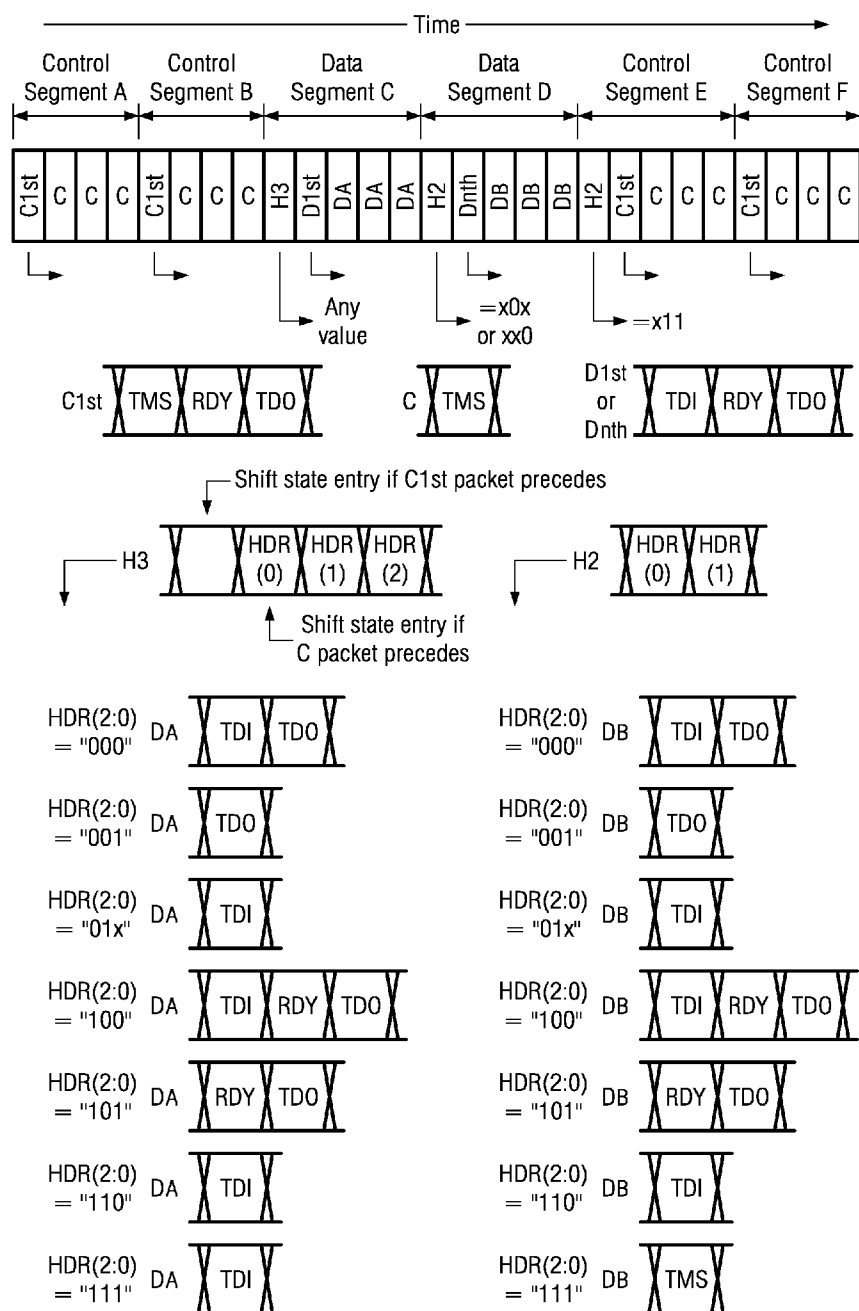 Time
Control Segment A
Control Segment B
Data Segment C
Data Segment D
Control Segment E
Control Segment F
C1st C C C C1st C C C H3 D1st DA DA DA H2 Dnth DB DB DB H2 C1st C C C C1st C C C
Any value
=x0x or xx0
=x11
C1st TMS RDY TDO
C TMS
D1st or Dnth TDI RDY TDO
Shift state entry if C1st packet precedes
H3 HDR (0) HDR (1) HDR (2)
H2 HDR (0) HDR (1)
Shift state entry if
C packet precedes
HDR(2:0) = "000" DA TDI TDO
HDR(2:0) = "000" DB TDI TDO
HDR(2:0) = "001" DA TDO
HDR(2:0) = "001" DB TDO
HDR(2:0) = "01x" DA TDI
HDR(2:0) = "01x" DB TDI
HDR(2:0) = "100" DA TDI RDY TDO
HDR(2:0) = "100" DB TDI RDY TDO
HDR(2:0) = "101" DA RDY TDO
HDR(2:0) = "101" DB RDY TDO
HDR(2:0) = "110" DA TDI
HDR(2:0) = "110" DB TDI
HDR(2:0) = "111" DA TDI
HDR(2:0) = "111" DB TMS